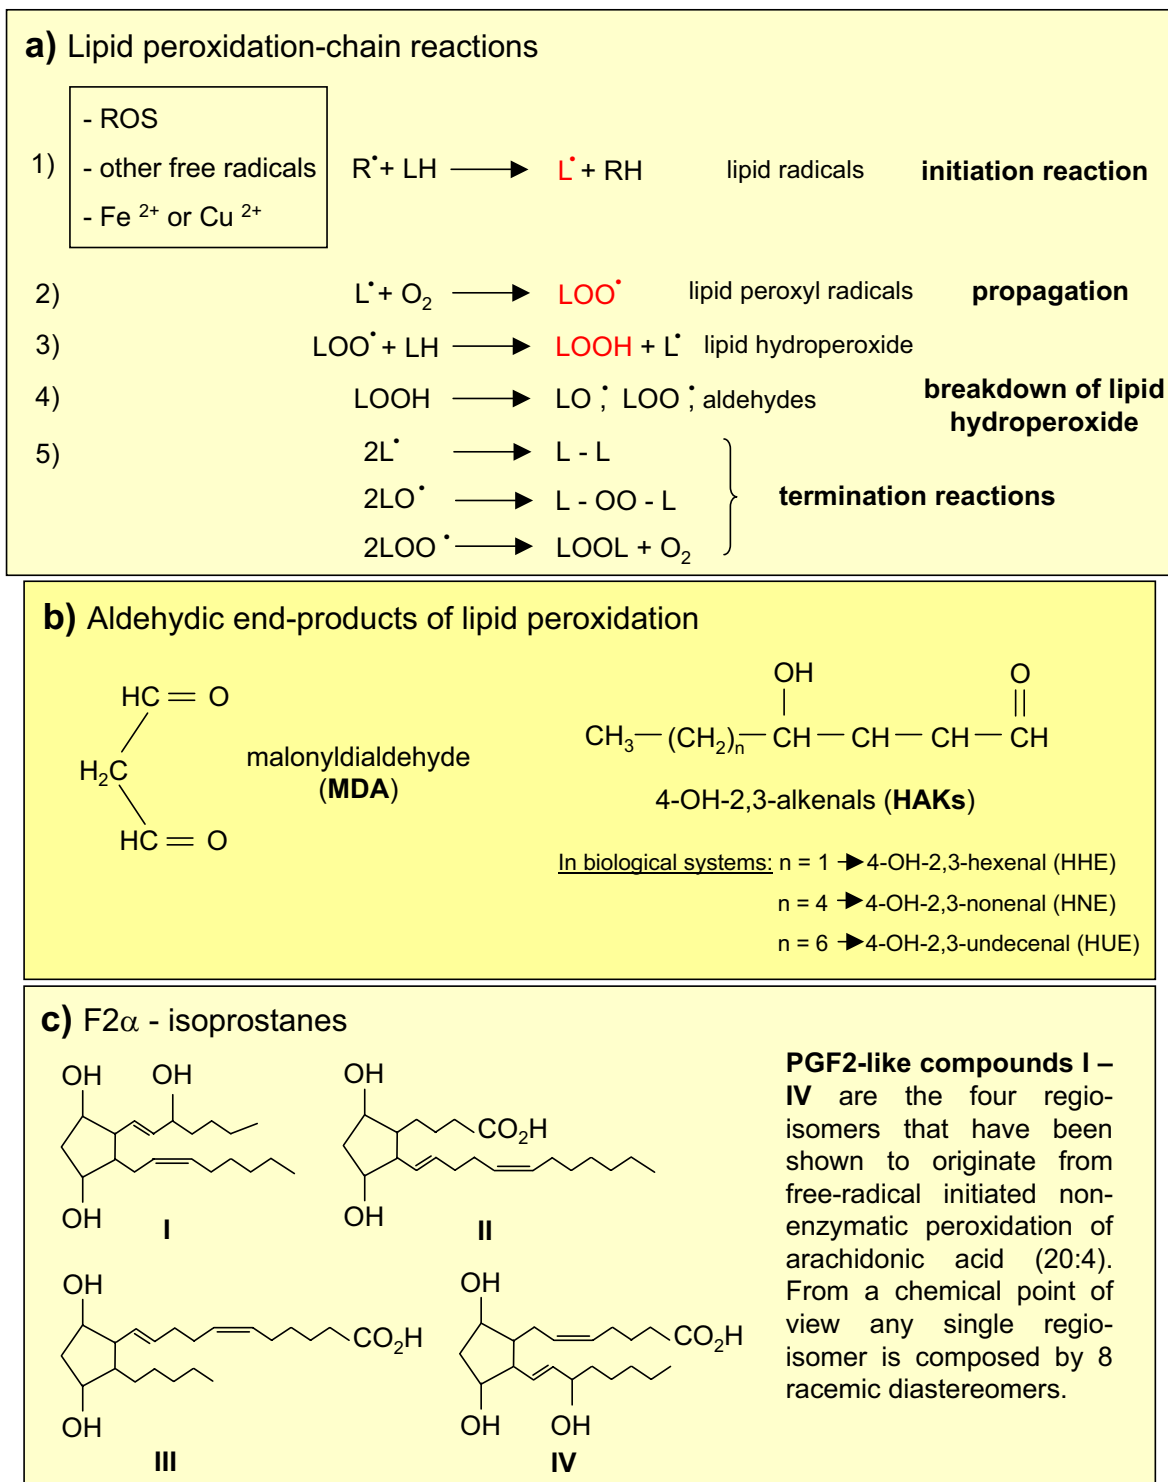 a) Lipid peroxidation-chain reactions
- ROS
1) - other free radicals R• + LH → L• + RH lipid radicals initiation reaction
- Fe 2+ or Cu 2+
2) L• + O2 → LOO• lipid peroxyl radicals propagation
3) LOO• + LH → LOOH + L• lipid hydroperoxide
4) LOOH → LO•, LOO•, aldehydes breakdown of lipid
hydroperoxide
5) 2L• → L - L
2LO• → L - OO - L termination reactions
2LOO• → LOOL + O2
b) Aldehydic end-products of lipid peroxidation
OH O
HC = O
CH3 — (CH2)n — CH — CH — CH — CH
H2C malonyldialdehyde
(MDA)
4-OH-2,3-alkenals (HAKs)
HC = O
In biological systems: n = 1 → 4-OH-2,3-hexenal (HHE)
n = 4 → 4-OH-2,3-nonenal (HNE)
n = 6 → 4-OH-2,3-undecenal (HUE)
c) F2α - isoprostanes
OH OH OH
CO2H
OH OH
I II
OH OH
CO2H CO2H
OH OH OH
III IV
PGF2-like compounds I –
IV are the four regio-
isomers that have been
shown to originate from
free-radical initiated non-
enzymatic peroxidation of
arachidonic acid (20:4).
From a chemical point of
view any single regio-
isomer is composed by 8
racemic diastereomers.